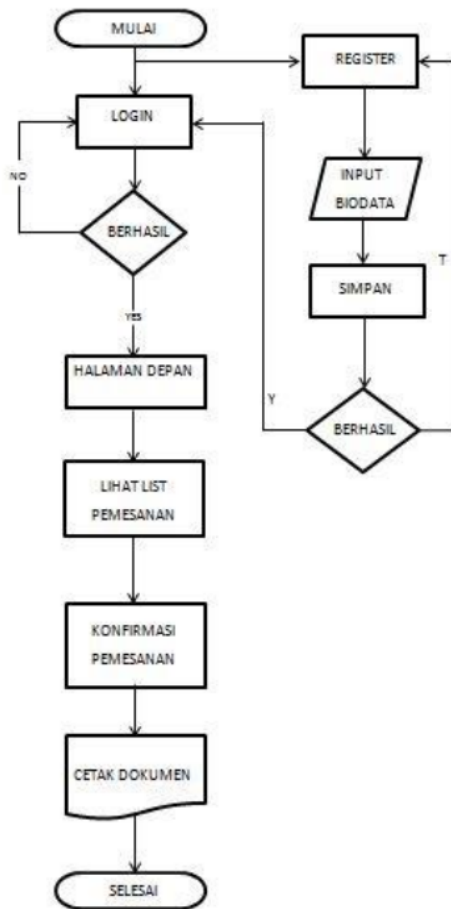 MULAI
REGISTER
LOGIN
NO
INPUT
BIODATA
BERHASIL
T
SIMPAN
YES
HALAMAN DEPAN
Y
BERHASIL
LIHAT LIST
PEMESANAN
KONFIRMASI
PEMESANAN
CETAK DOKUMEN
SELESAI